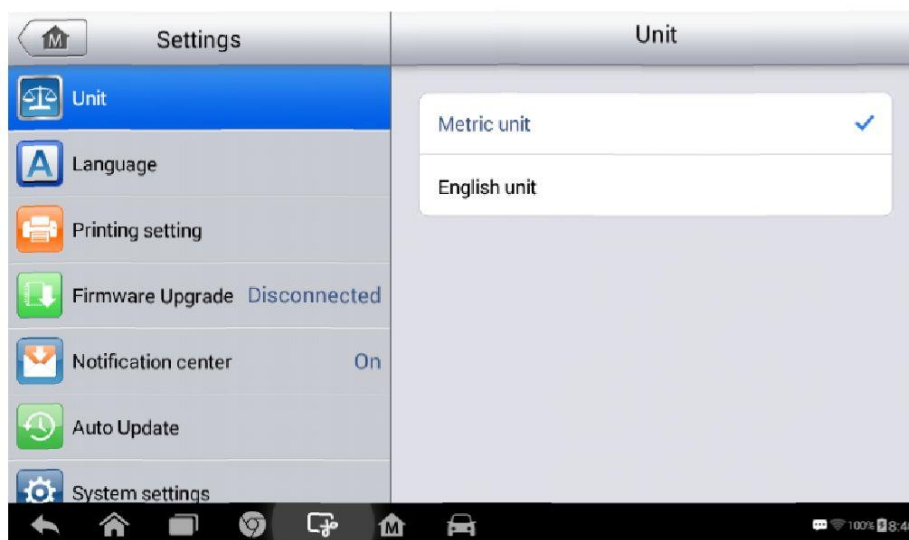 Settings
Unit
Unit
Language
Printing setting
Firmware Upgrade Disconnected
Notification center On
Auto Update
System settings
Metric unit
English unit
100%